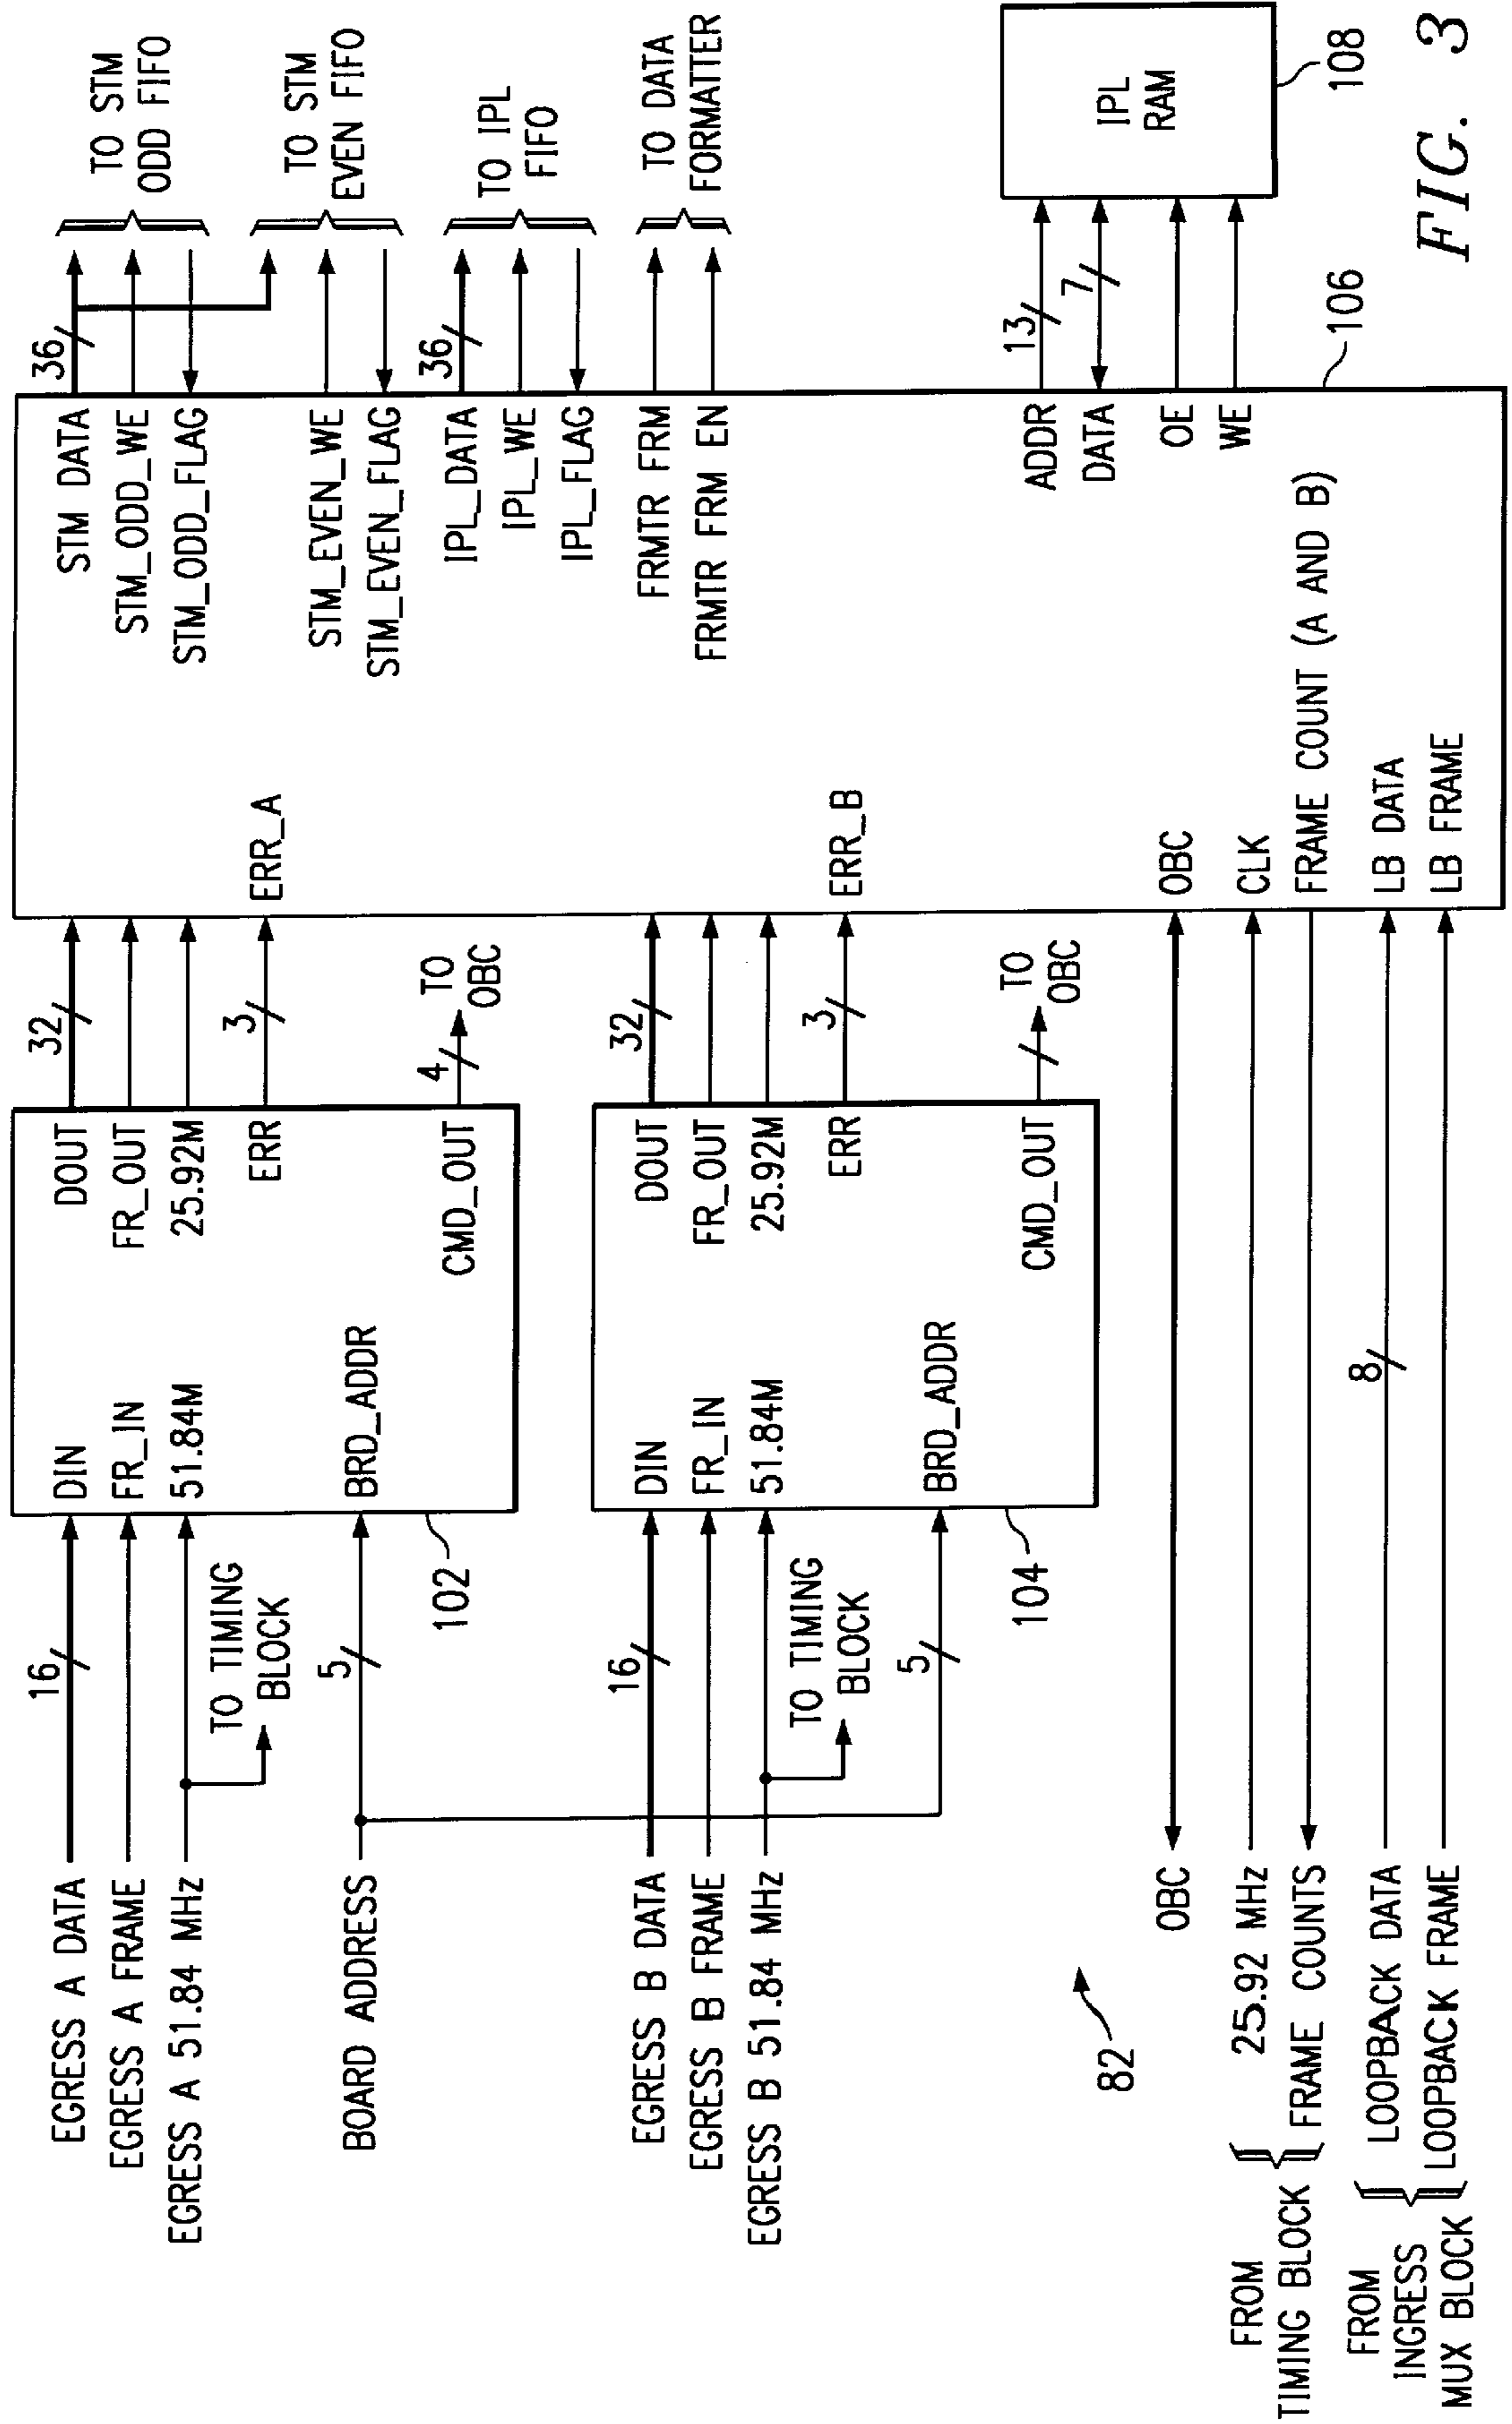 EGRESS A DATA
EGRESS A FRAME
EGRESS A 51.84 MHz
BOARD ADDRESS
16
TO TIMING
BLOCK
5
102
DIN
FR_IN
51.84M
BRD_ADDR
DOUT
FR_OUT
25.92M
ERR
CMD_OUT
32
3
4
TO
OBC
EGRESS B DATA
EGRESS B FRAME
EGRESS B 51.84 MHz
16
TO TIMING
BLOCK
5
104
DIN
FR_IN
51.84M
BRD_ADDR
DOUT
FR_OUT
25.92M
ERR
CMD_OUT
32
3
TO
OBC
82
OBC
FROM
TIMING BLOCK
25.92 MHz
FRAME COUNTS
FROM
INGRESS
MUX BLOCK
LOOPBACK DATA
LOOPBACK FRAME
8
ERR_A
ERR_B
OBC
CLK
FRAME COUNT (A AND B)
LB DATA
LB FRAME
STM DATA
STM_ODD_WE
STM_ODD_FLAG
STM_EVEN_WE
STM_EVEN_FLAG
IPL_DATA
IPL_WE
IPL_FLAG
FRMTR FRM
FRMTR FRM EN
ADDR
DATA
OE
WE
106
36
TO STM
ODD FIFO
TO STM
EVEN FIFO
36
TO IPL
FIFO
TO DATA
FORMATTER
13
7
IPL
RAM
108
FIG. 3